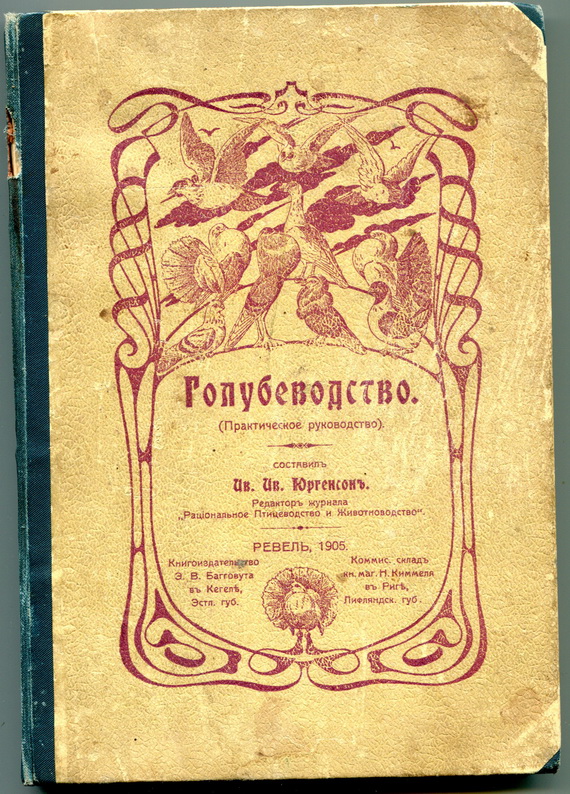 Голубеводство.
(Практическое руководство).
составилъ
Ив. Ив. Юргенсонъ.
Редакторъ журнала
„Раціональное Птицеводство и Животноводство“.
РЕВЕЛЬ, 1905.
Книгоиздательство
Э. В. Багговута
въ Кегелѣ,
Эстл. губ.
Коммис. складъ
кн. маг. Н. Киммеля
въ Ригѣ,
Лифляндск. губ.